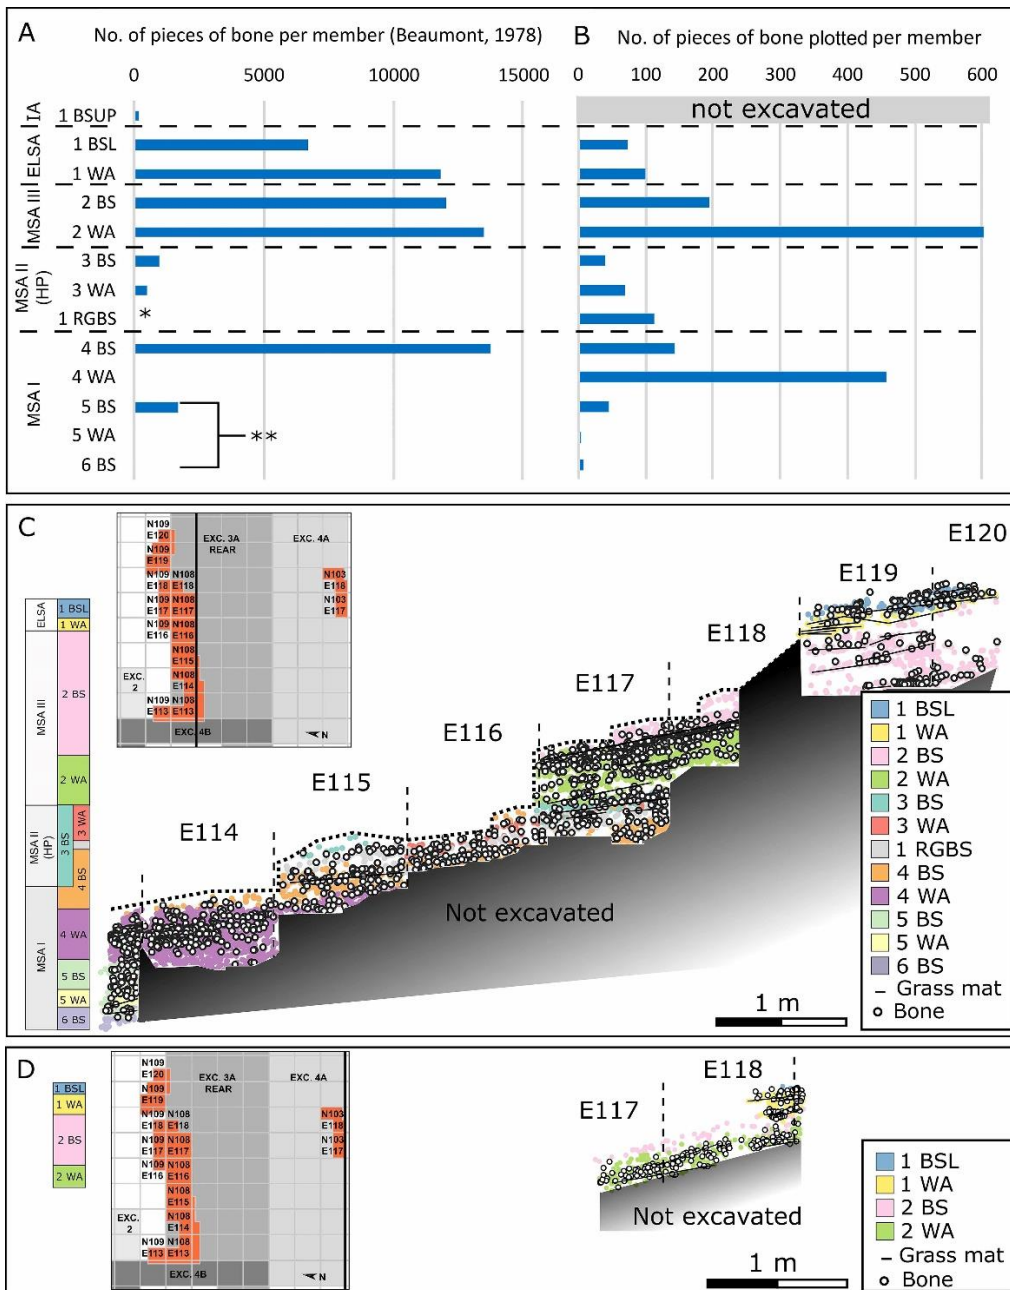 A
No. of pieces of bone per member (Beaumont, 1978)
0 5000 10000 15000
B
No. of pieces of bone plotted per member
0 100 200 300 400 500 600
IA
ELSA
MSA III
MSA II
(HP)
MSA I
1 BSUP
1 BSL
1 WA
2 BS
2 WA
3 BS
3 WA
1 RGBS *
4 BS
4 WA
5 BS
5 WA **
6 BS
not excavated
C
N109
E120
N109
E119
N109 N108
E118 E118
N109 N108
E117 E117
N109 N108
E116 E116
N108
E115
N108
E114
N109 N108
E113 E113
EXC. 3A
REAR
EXC. 4A
N103
E118
N103
E117
EXC.
2
EXC. 4B
N
ELSA
MSA III
MSA II
(HP)
MSA I
1 BSL
1 WA
2 BS
2 WA
3 BS
3 WA
4 BS
4 WA
5 BS
5 WA
6 BS
E114
E115
E116
E117
E118
E119
E120
Not excavated
1 m
1 BSL
1 WA
2 BS
2 WA
3 BS
3 WA
1 RGBS
4 BS
4 WA
5 BS
5 WA
6 BS
Grass mat
Bone
D
1 BSL
1 WA
2 BS
2 WA
N109
E120
N109
E119
N109 N108
E118 E118
N109 N108
E117 E117
N109 N108
E116 E116
N108
E115
N108
E114
N109 N108
E113 E113
EXC. 3A
REAR
EXC. 4A
N103
E118
N103
E117
EXC.
2
EXC. 4B
N
E117
E118
Not excavated
1 m
1 BSL
1 WA
2 BS
2 WA
Grass mat
Bone